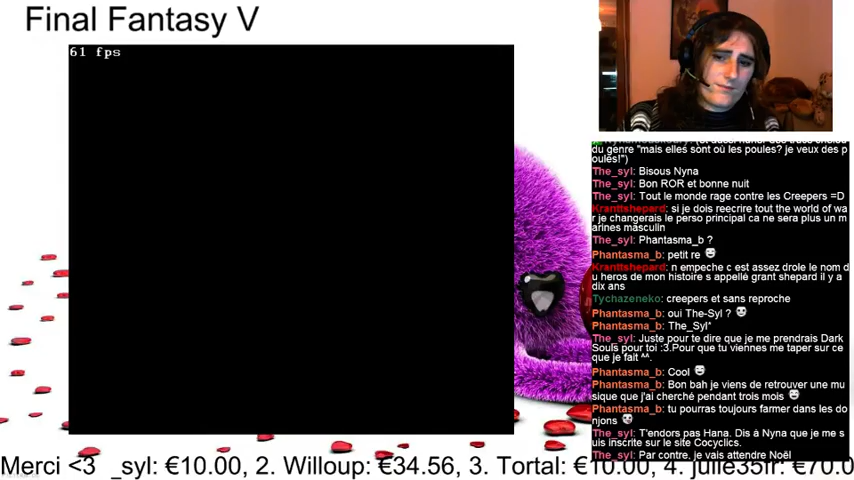 Final Fantasy V
61 fps
du genre "mais elles sont où les poules? je veux des p
oules!")
The_syl: Bisous Nyna
The_syl: Bon ROR et bonne nuit
The_syl: Tout le monde rage contre les Creepers =D
Kranitshepard: si je dois reecrire tout the world of wa
r je changerais le perso principal ca ne sera plus un m
arines masculin
The_syl: Phantasma_b ?
Phantasma_b: petit re
Kranitshepard: n empeche c est assez drole le nom d
u heros de mon histoire s appellé grant shepard il y a
dix ans
Tychazeneko: creepers et sans reproche
Phantasma_b: oui The-Syl ?
Phantasma_b: The_Syl*
The_syl: Juste pour te dire que je me prendrais Dark
Souls pour toi :3.Pour que tu viennes me taper sur ce
que je fait ^^.
Phantasma_b: Cool
Phantasma_b: Bon bah je viens de retrouver une mu
sique que j'ai cherché pendant trois mois
Phantasma_b: tu pourras toujours farmer dans les do
njons
The_syl: T'endors pas Hana. Dis à Nyna que je me s
uis inscrite sur le site Cocyclics.
The_syl: Par contre, je vais attendre Noël
Merci <3 _syl: €10.00, 2. Willoup: €34.56, 3. Tortal: €10.00, 4. julie35fr: €70.0